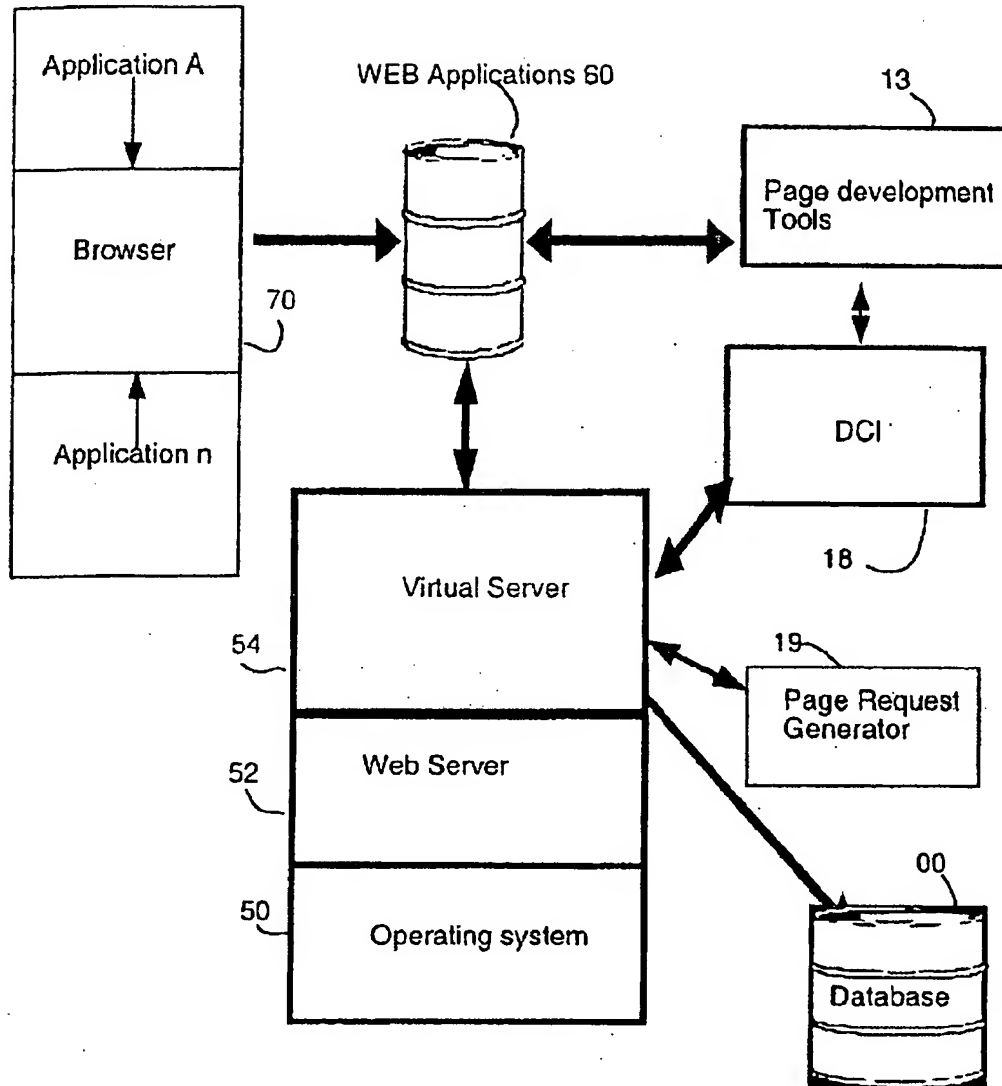 Application A
Browser
70
Application n
WEB Applications 60
13
Page development
Tools
DCI
18
Virtual Server
54
19
Page Request
Generator
Web Server
52
00
50
Operating system
Database